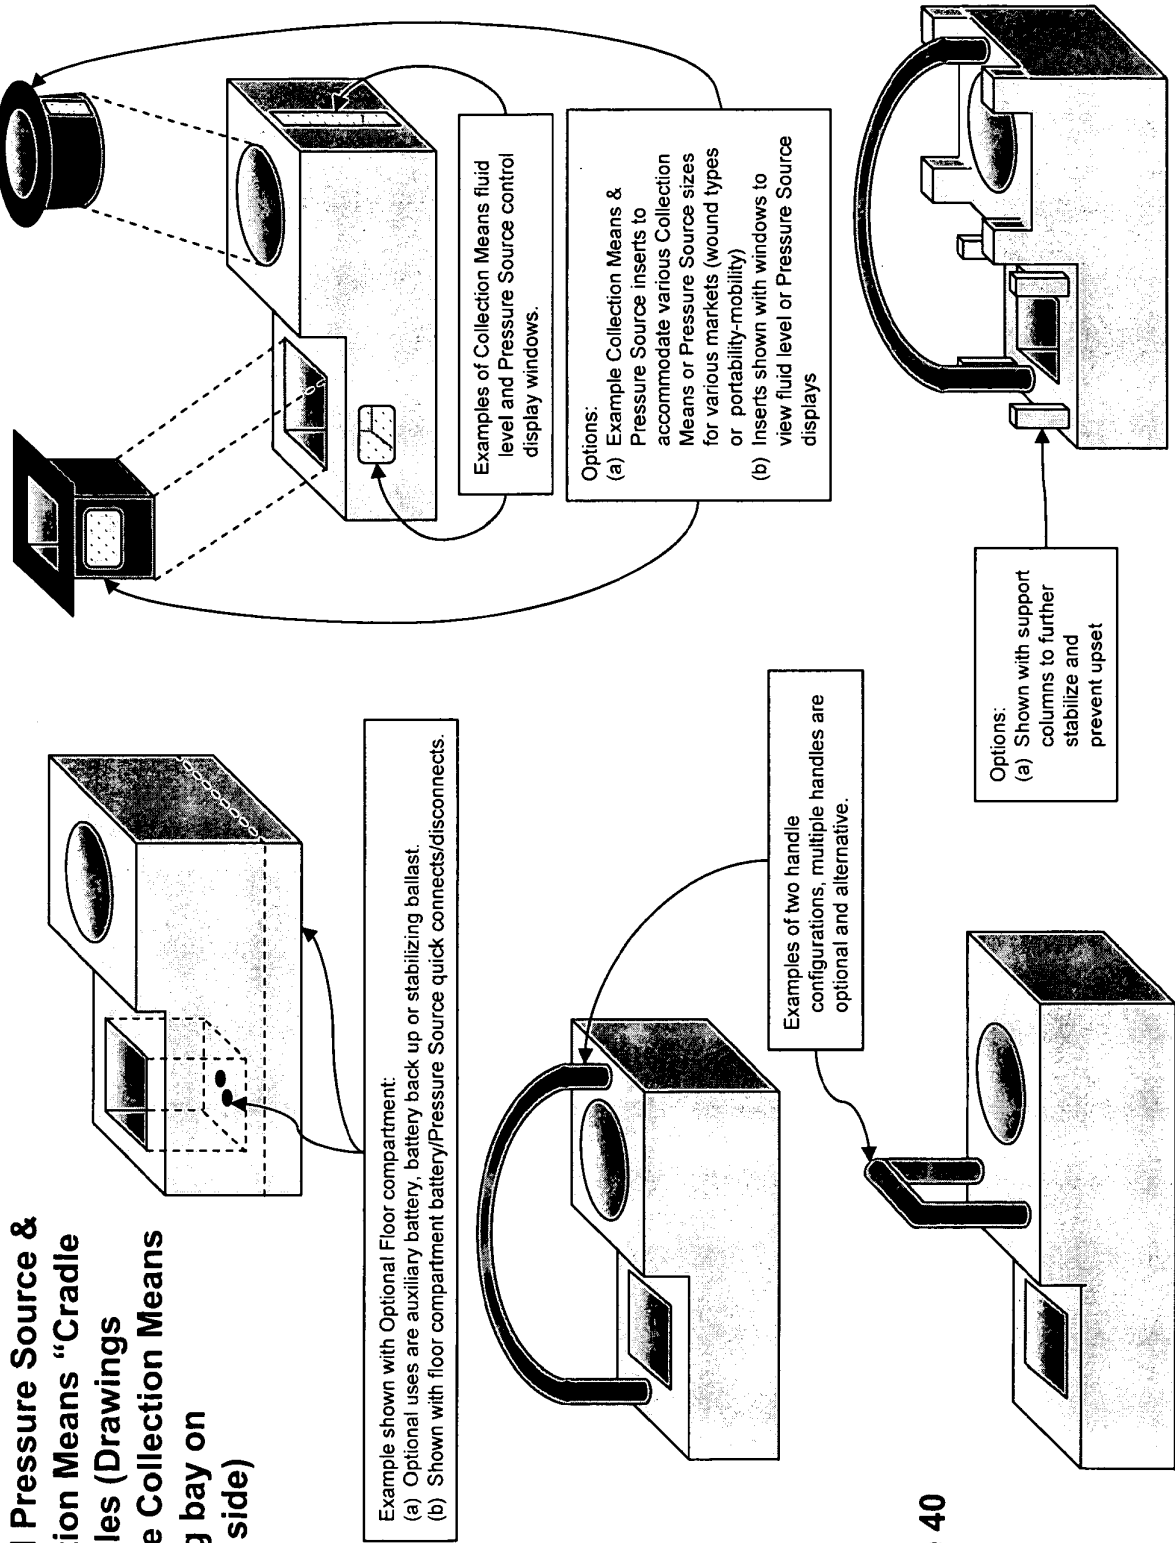 Pressure Source &
Means “Cradle
(Drawings
Collection Means
bay on
side)
Example shown with Optional Floor compartment:
(a) Optional uses are auxiliary battery, battery back up or stabilizing ballast.
(b) Shown with floor compartment battery/Pressure Source quick connects/disconnects.
Examples of Collection Means fluid
level and Pressure Source control
display windows.
Options:
(a) Example Collection Means &
Pressure Source inserts to
accommodate various Collection
Means or Pressure Source sizes
for various markets (wound types
or portability-mobility)
(b) Inserts shown with windows to
view fluid level or Pressure Source
displays
Examples of two handle
configurations, multiple handles are
optional and alternative.
Options:
(a) Shown with support
columns to further
stabilize and
prevent upset
40